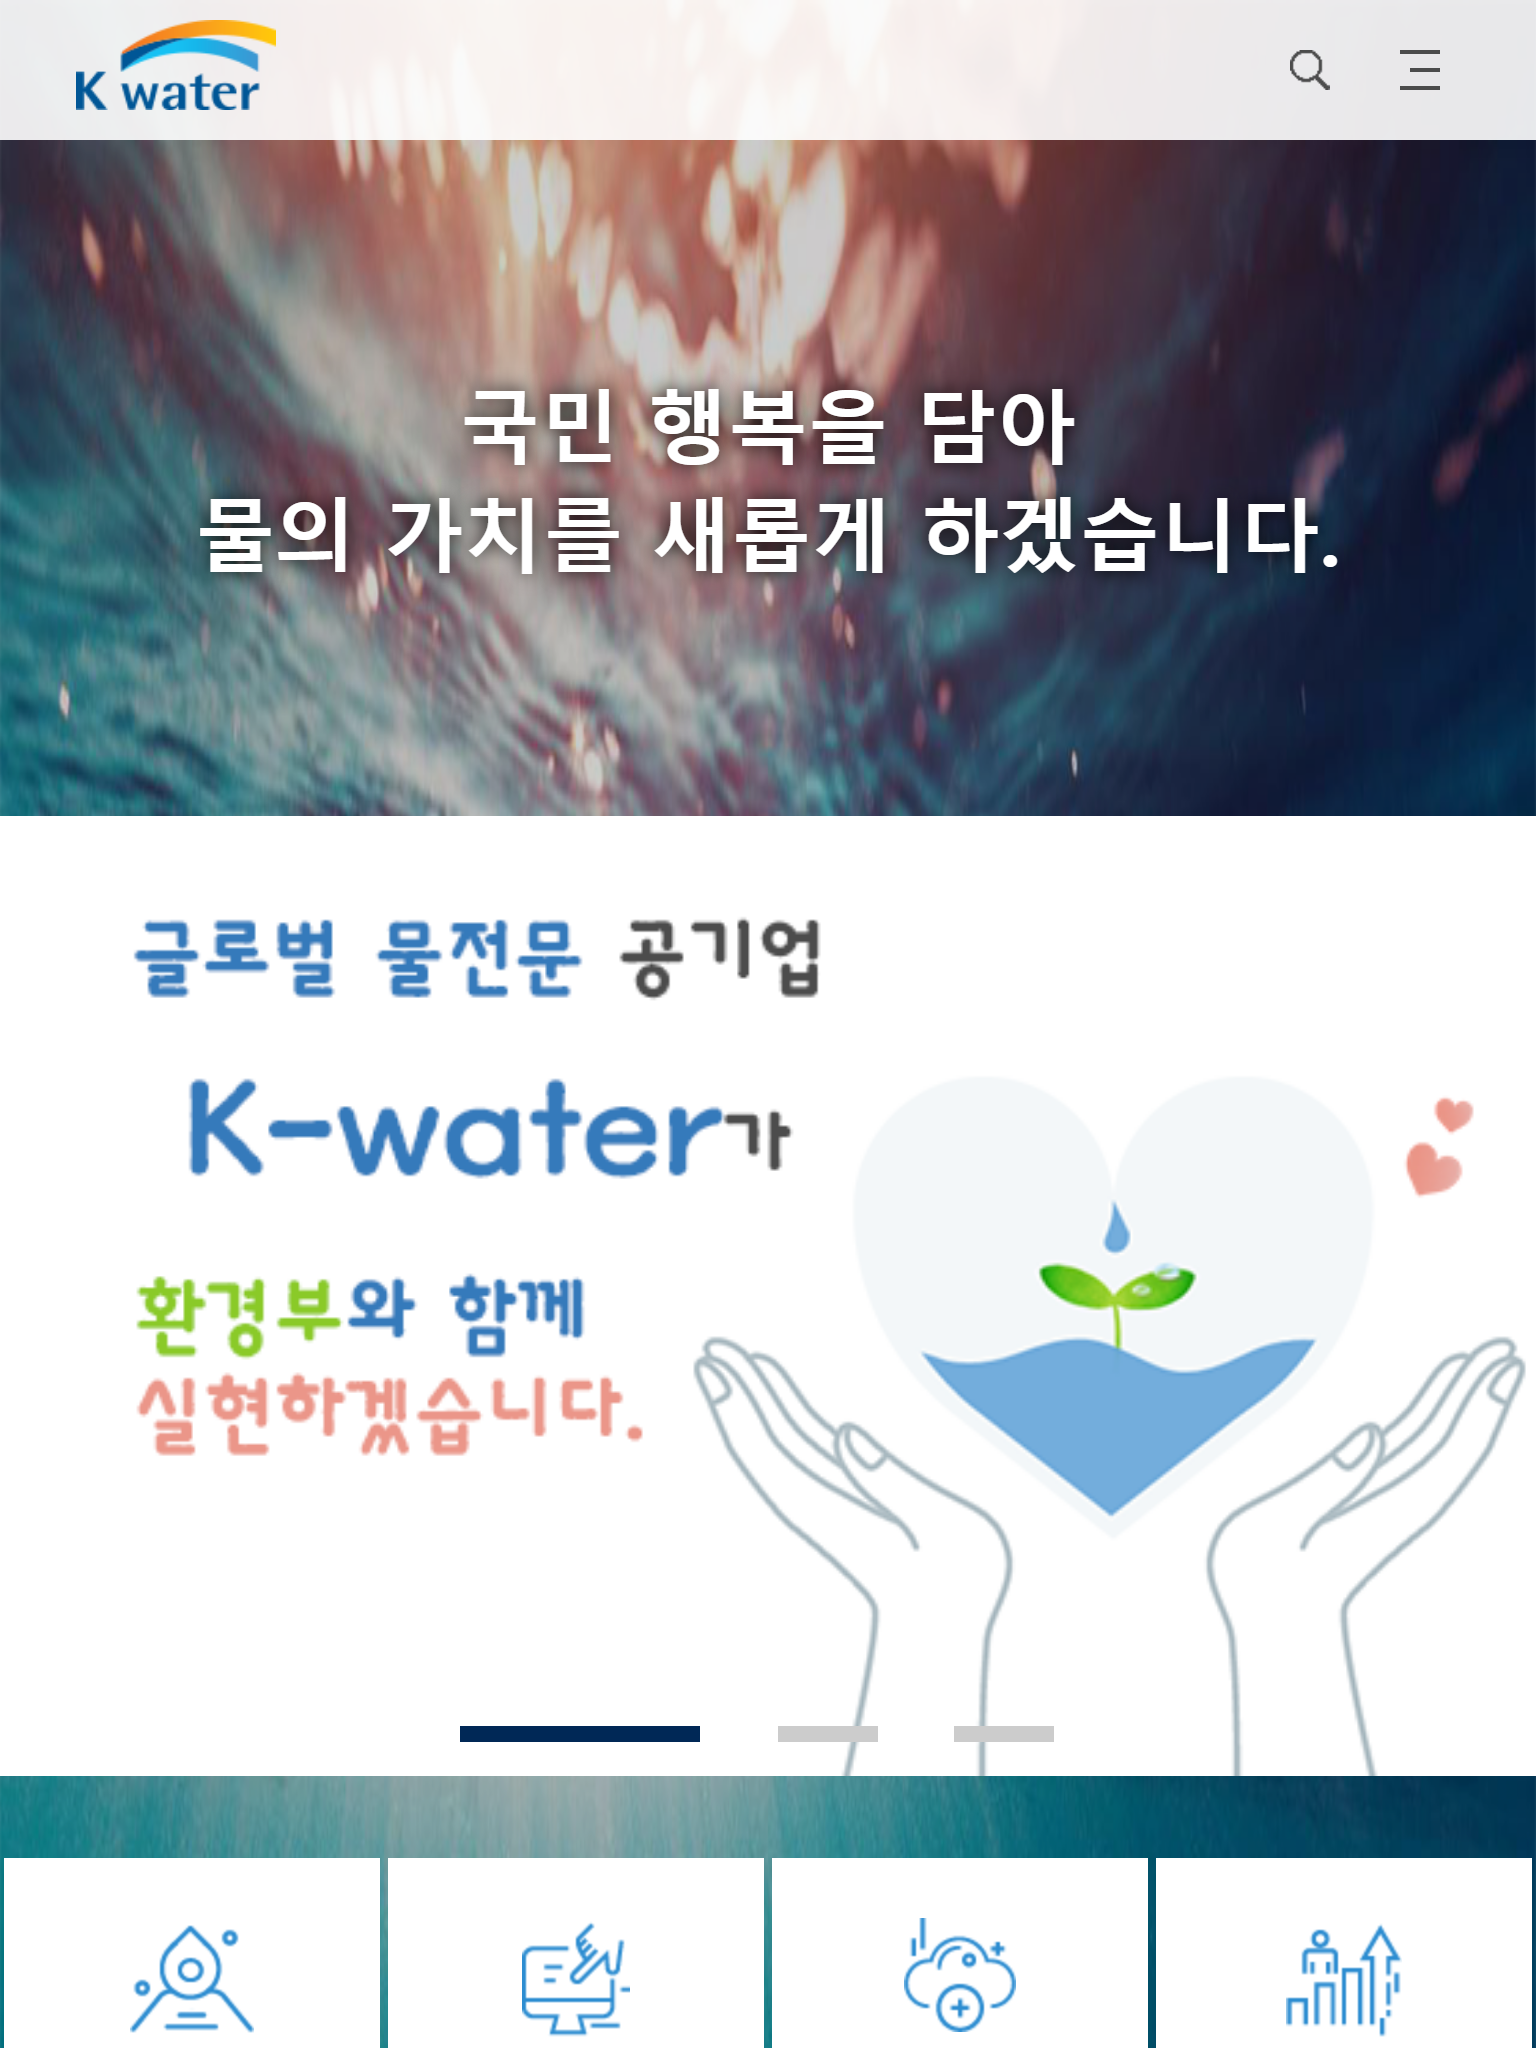 K water
국민 행복을 담아
물의 가치를 새롭게 하겠습니다.
글로벌 물전문 공기업
K-water가
환경부와 함께
실현하겠습니다.